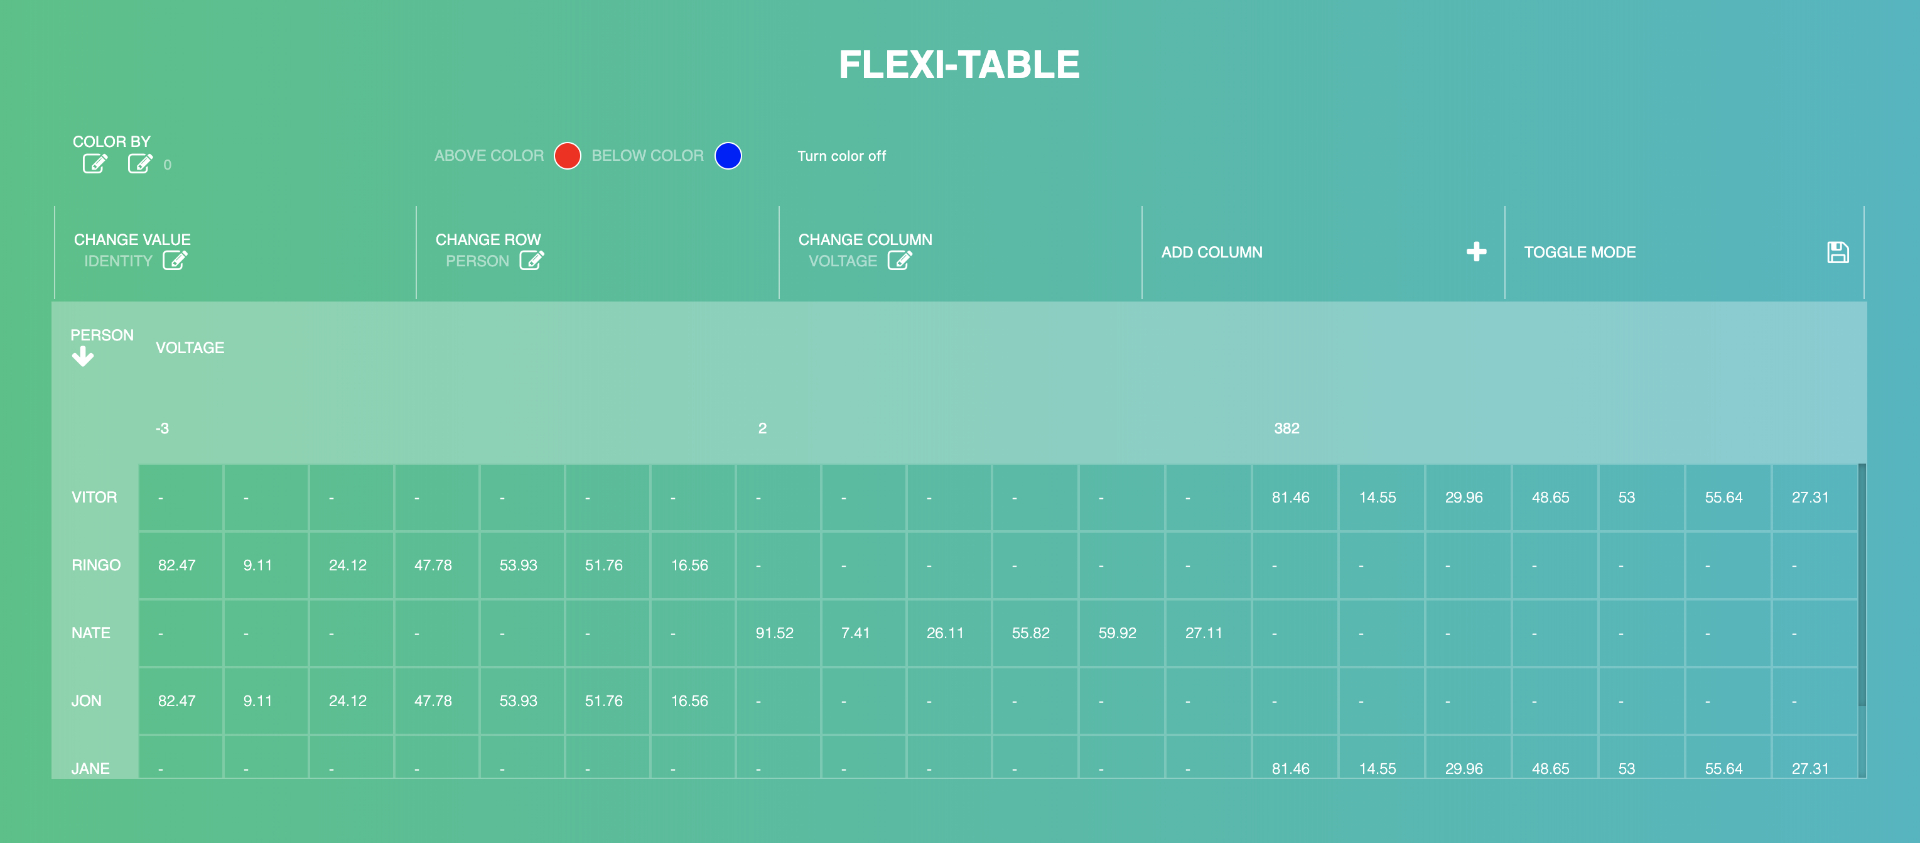 FLEXI-TABLE
COLOR BY
0
ABOVE COLOR BELOW COLOR Turn color off
CHANGE VALUE
IDENTITY
CHANGE ROW
PERSON
CHANGE COLUMN
VOLTAGE
ADD COLUMN
TOGGLE MODE
PERSON
VOLTAGE
-3 2 382
VITOR - - - - - - - - - - - - - 81.46 14.55 29.96 48.65 53 55.64 27.31
RINGO 82.47 9.11 24.12 47.78 53.93 51.76 16.56 - - - - - - - - - - - - -
NATE - - - - - - - 91.52 7.41 26.11 55.82 59.92 27.11 - - - - - - -
JON 82.47 9.11 24.12 47.78 53.93 51.76 16.56 - - - - - - - - - - - - -
JANE - - - - - - - - - - - - - 81.46 14.55 29.96 48.65 53 55.64 27.31